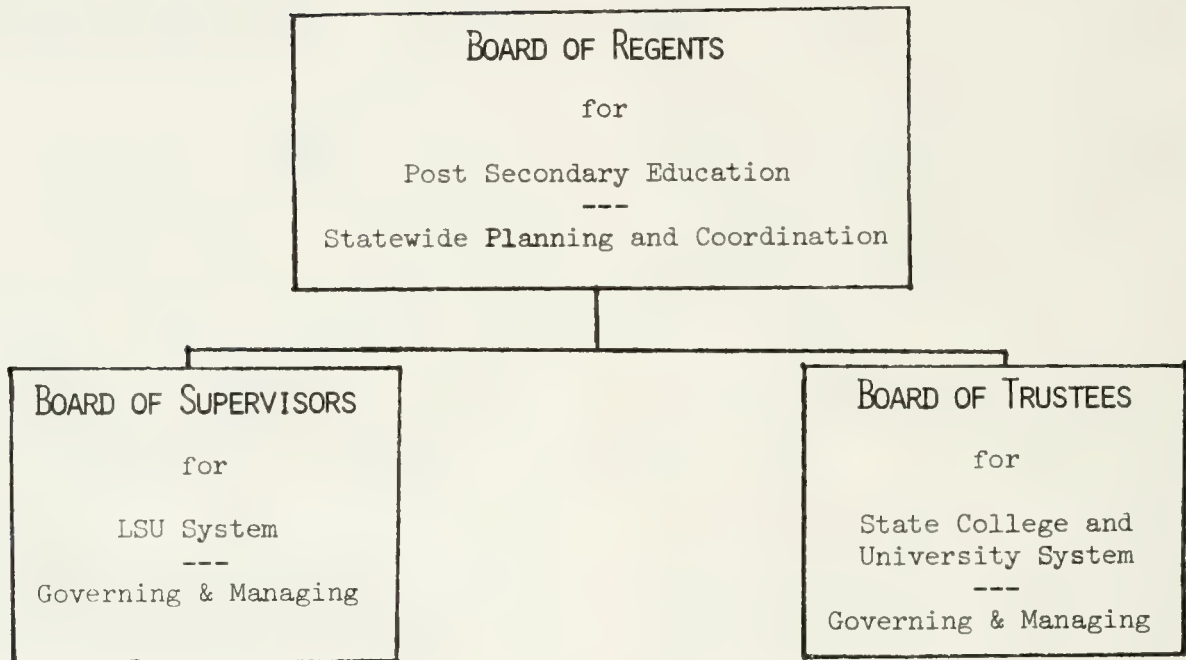 BOARD OF REGENTS
for
Post Secondary Education
---
Statewide Planning and Coordination
BOARD OF SUPERVISORS
for
LSU System
---
Governing & Managing
BOARD OF TRUSTEES
for
State College and
University System
---
Governing & Managing